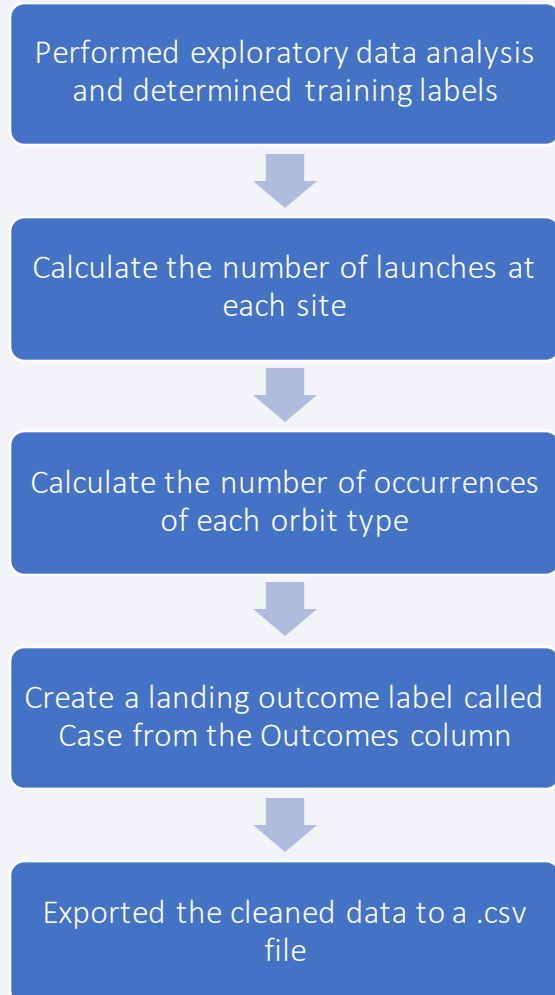 Performed exploratory data analysis
and determined training labels
Calculate the number of launches at
each site
Calculate the number of occurrences
of each orbit type
Create a landing outcome label called
Case from the Outcomes column
Exported the cleaned data to a .csv
file